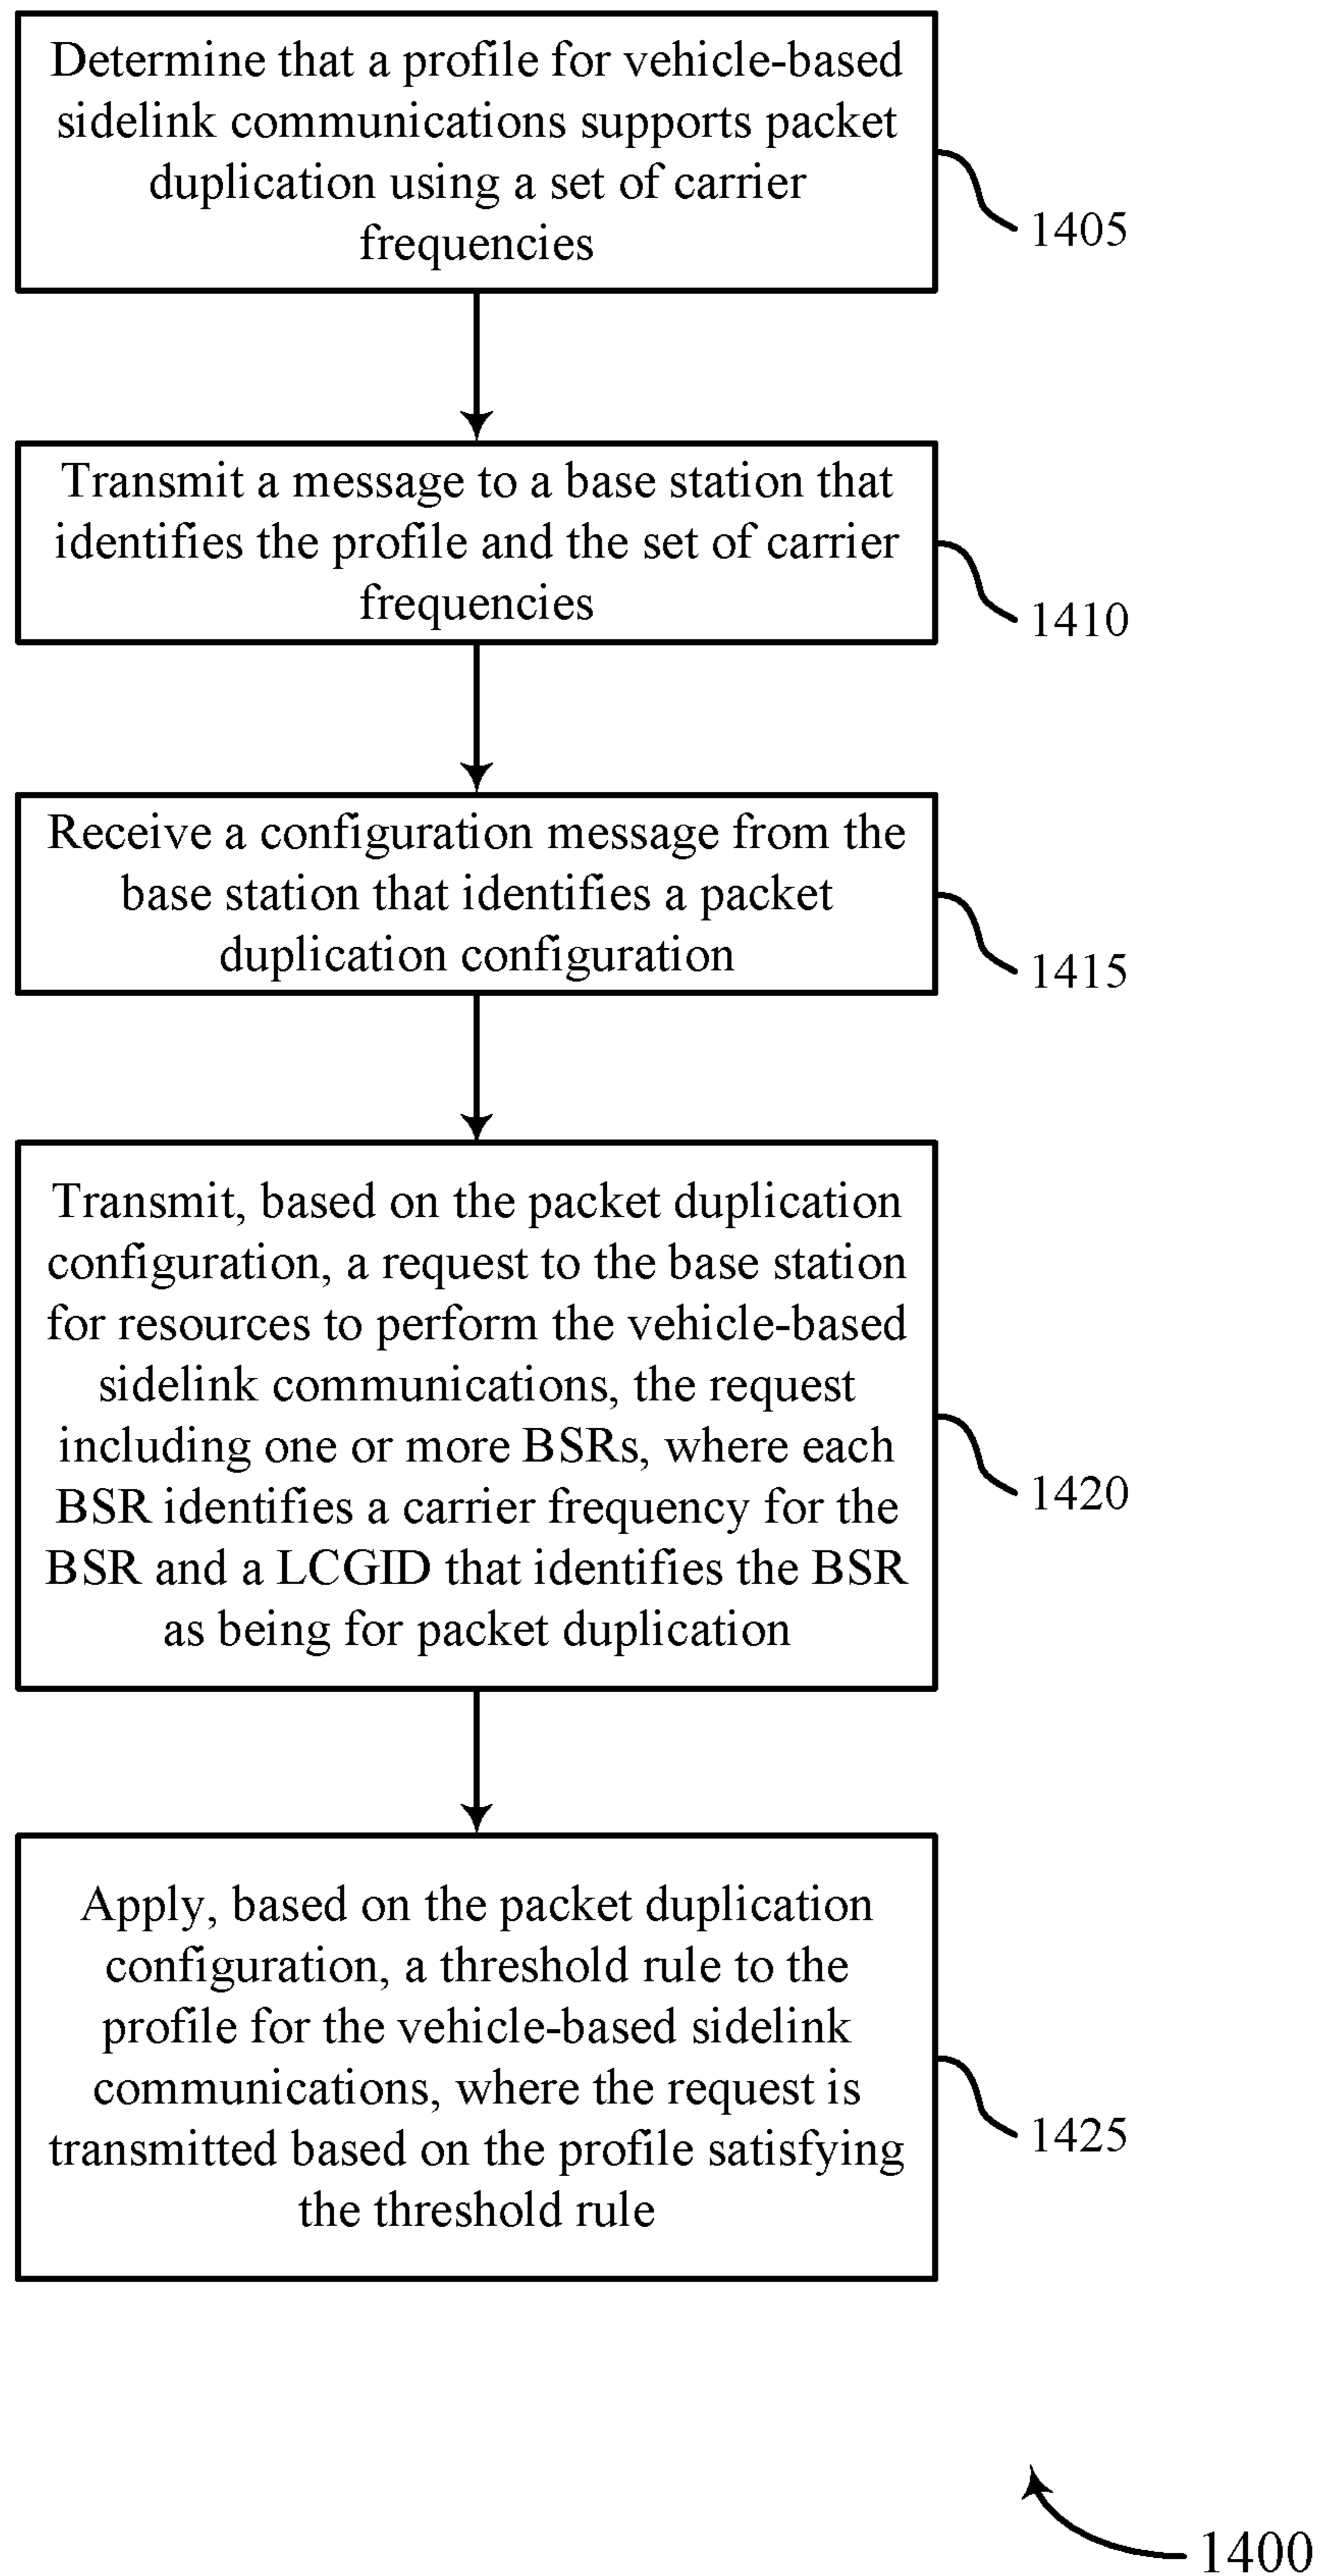 Determine that a profile for vehicle-based
sidelink communications supports packet
duplication using a set of carrier
frequencies
1405
Transmit a message to a base station that
identifies the profile and the set of carrier
frequencies
1410
Receive a configuration message from the
base station that identifies a packet
duplication configuration
1415
Transmit, based on the packet duplication
configuration, a request to the base station
for resources to perform the vehicle-based
sidelink communications, the request
including one or more BSRs, where each
BSR identifies a carrier frequency for the
BSR and a LCGID that identifies the BSR
as being for packet duplication
1420
Apply, based on the packet duplication
configuration, a threshold rule to the
profile for the vehicle-based sidelink
communications, where the request is
transmitted based on the profile satisfying
the threshold rule
1425
1400